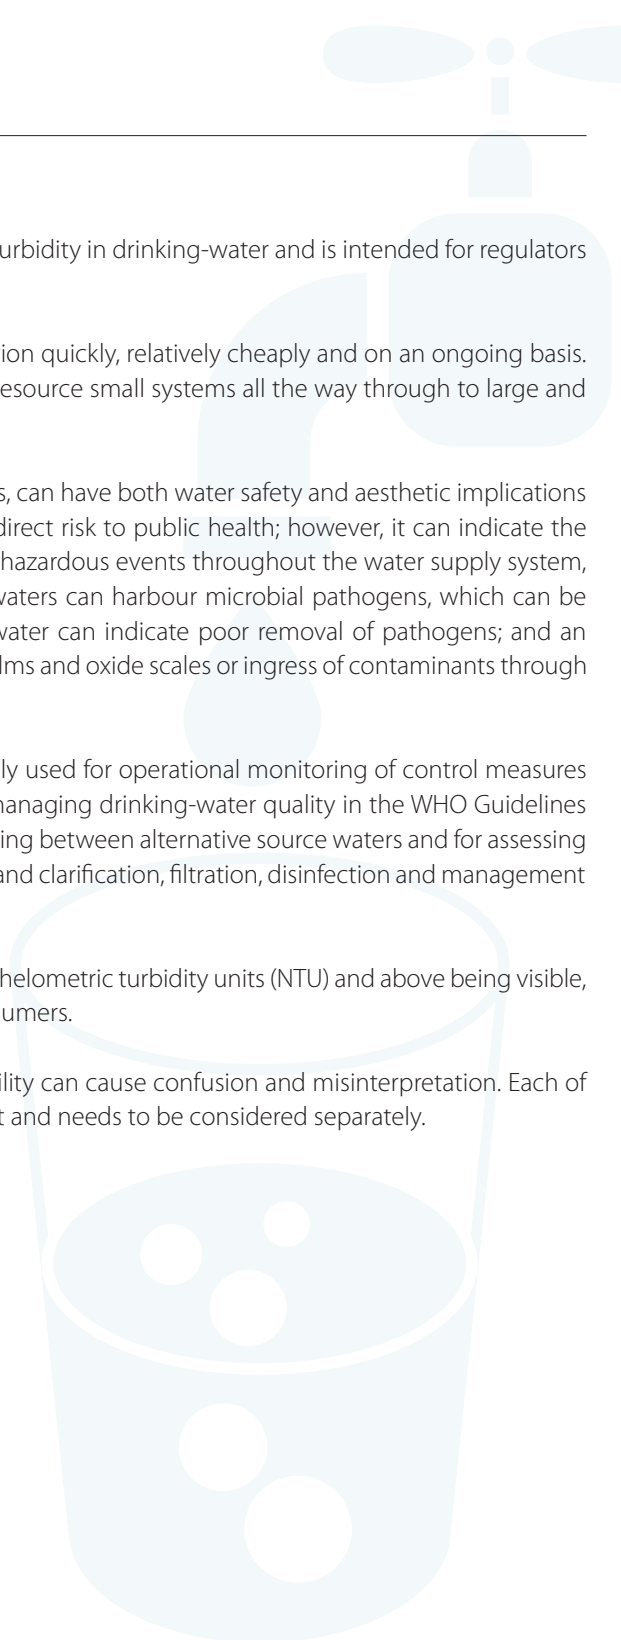 urbidity in drinking-water and is intended for regulators
ion quickly, relatively cheaply and on an ongoing basis.
esource small systems all the way through to large and
s, can have both water safety and aesthetic implications
direct risk to public health; however, it can indicate the
hazardous events throughout the water supply system,
waters can harbour microbial pathogens, which can be
water can indicate poor removal of pathogens; and an
lms and oxide scales or ingress of contaminants through
ly used for operational monitoring of control measures
managing drinking-water quality in the WHO Guidelines
ing between alternative source waters and for assessing
and clarification, filtration, disinfection and management
helometric turbidity units (NTU) and above being visible,
umers.
ility can cause confusion and misinterpretation. Each of
t and needs to be considered separately.